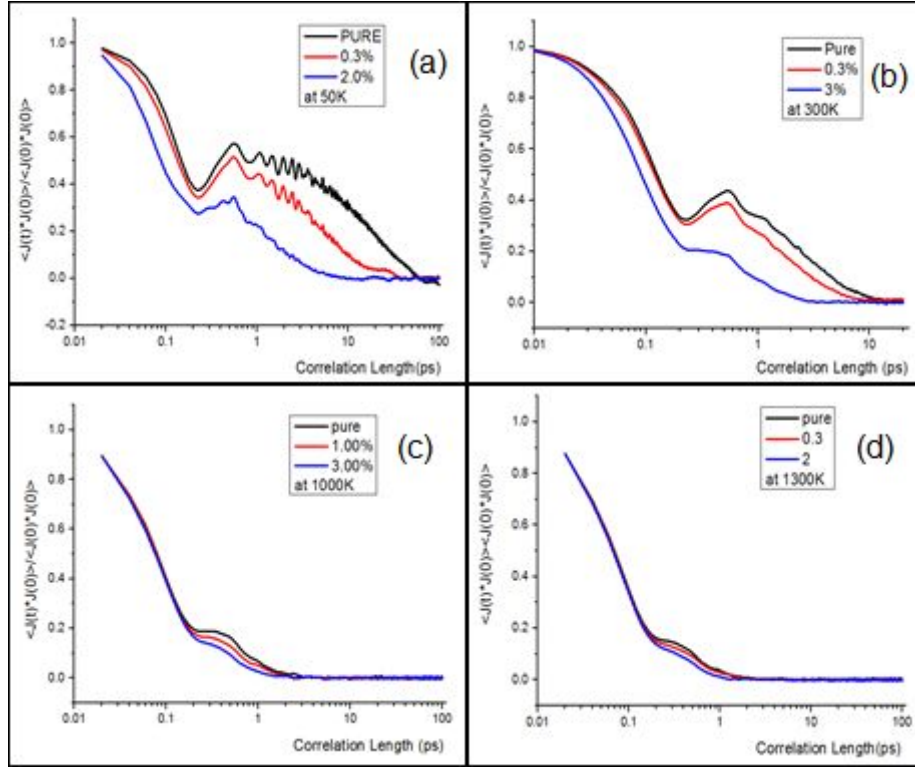 PURE
0.3%
2.0%
at 50K
(a)
<J(t)*J(0)>/<J(0)*J(0)>
1.0
0.8
0.6
0.4
0.2
0.0
-0.2
0.01
0.1
1
10
100
Correlation Length(ps)
Pure
0.3%
3%
at 300K
(b)
<J(t)*J(0)>/<J(0)*J(0)>
1.0
0.8
0.6
0.4
0.2
0.0
0.01
0.1
1
10
Correlation Length(ps)
pure
1.00%
3.00%
at 1000K
(c)
<J(t)*J(0)>/<J(0)*J(0)>
1.0
0.8
0.6
0.4
0.2
0.0
0.01
0.1
1
10
100
Correlation Length (ps)
pure
0.3
2
at 1300K
(d)
<J(t)*J(0)><J(0)*J(0)>
1.0
0.8
0.6
0.4
0.2
0.0
0.01
0.1
1
10
100
Correlation Length(ps)